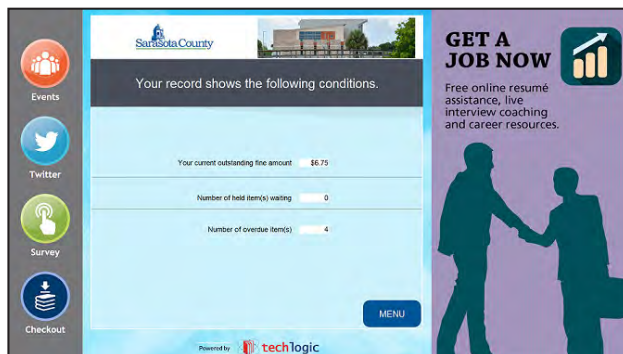 Events
Twitter
Survey
Checkout
Sarasota County
Your record shows the following conditions.
Your current outstanding fine amount $6.75
Number of held item(s) waiting 0
Number of overdue item(s) 4
MENU
Powered by techlogic
GET A
JOB NOW
Free online resumé
assistance, live
interview coaching
and career resources.